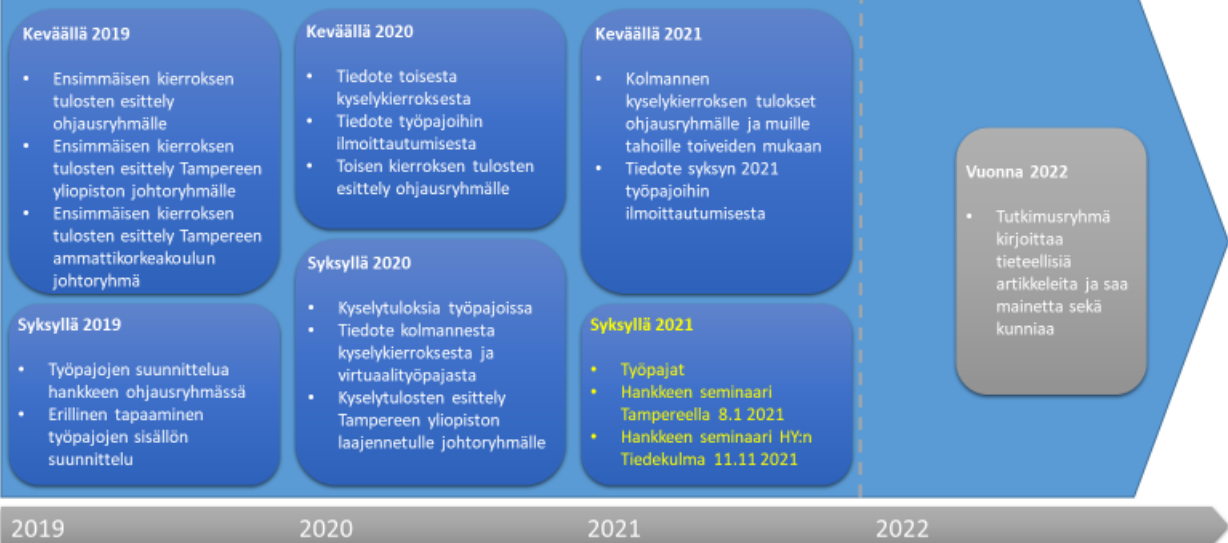 Keväällä 2019
• Ensimmäisen kierroksen
tulosten esittely
ohjausryhmälle
• Ensimmäisen kierroksen
tulosten esittely Tampereen
yliopiston johtoryhmälle
• Ensimmäisen kierroksen
tulosten esittely Tampereen
ammattikorkeakoulun
johtoryhmä
Syksyllä 2019
• Työpajojen suunnittelua
hankkeen ohjausryhmässä
• Erillinen tapaaminen
työpajojen sisällön
suunnittelu
Keväällä 2020
• Tiedote toisesta
kyselykierroksesta
• Tiedote työpajoihin
ilmoittautumisesta
• Toisen kierroksen tulosten
esittely ohjausryhmälle
Syksyllä 2020
• Kyselytuloksia työpajoissa
• Tiedote kolmannesta
kyselykierroksesta ja
virtuaalityöpajasta
• Kyselytulosten esittely
Tampereen yliopiston
laajennetulle johtoryhmälle
Keväällä 2021
• Kolmannen
kyselykierroksen tulokset
ohjausryhmälle ja muille
tahoille toiveiden mukaan
• Tiedote syksyn 2021
työpajoihin
ilmoittautumisesta
Syksyllä 2021
• Työpajat
• Hankkeen seminaari
Tampereella 8.1 2021
• Hankkeen seminaari HY:n
Tiedekulma 11.11 2021
Vuonna 2022
• Tutkimusryhmä
kirjoittaa
tieteellisiä
artikkeleita ja saa
mainetta sekä
kunniaa
2019
2020
2021
2022